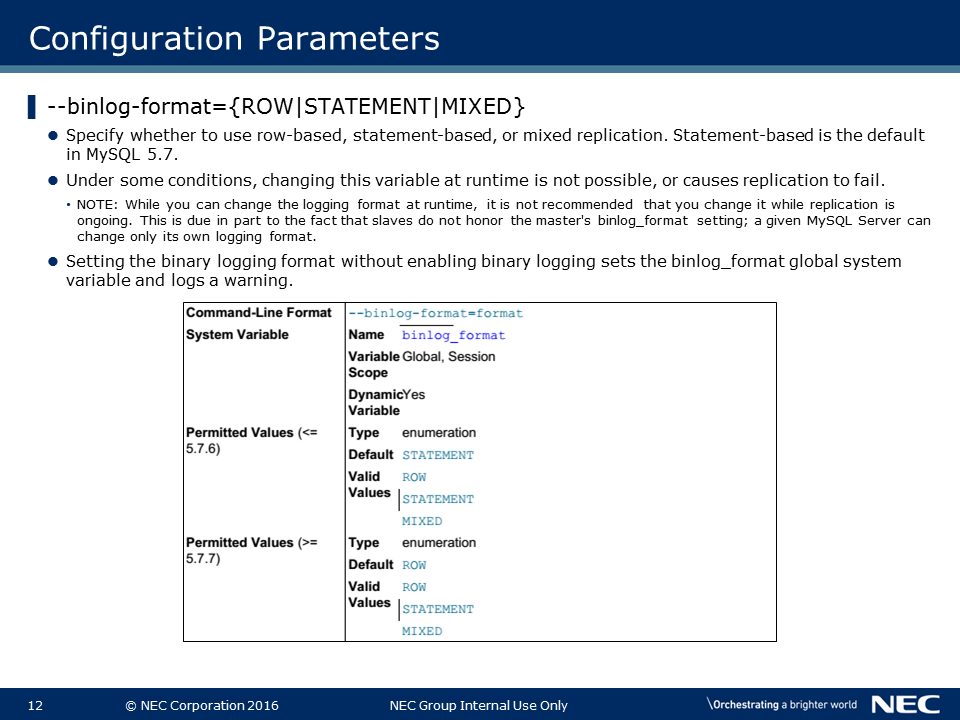 Configuration Parameters
--binlog-format={ROW|STATEMENT|MIXED}
Specify whether to use row-based, statement-based, or mixed replication. Statement-based is the default
in MySQL 5.7.
Under some conditions, changing this variable at runtime is not possible, or causes replication to fail.
NOTE: While you can change the logging format at runtime, it is not recommended that you change it while replication is
ongoing. This is due in part to the fact that slaves do not honor the master's binlog_format setting; a given MySQL Server can
change only its own logging format.
Setting the binary logging format without enabling binary logging sets the binlog_format global system
variable and logs a warning.
Command-Line Format --binlog-format=format
System Variable Name binlog_format
Variable Global, Session
Scope
Dynamic Yes
Variable
Permitted Values (<= Type enumeration
5.7.6)
Default STATEMENT
Valid ROW
Values STATEMENT
MIXED
Permitted Values (>= Type enumeration
5.7.7)
Default ROW
Valid ROW
Values STATEMENT
MIXED
12 © NEC Corporation 2016 NEC Group Internal Use Only \Orchestrating a brighter world NEC